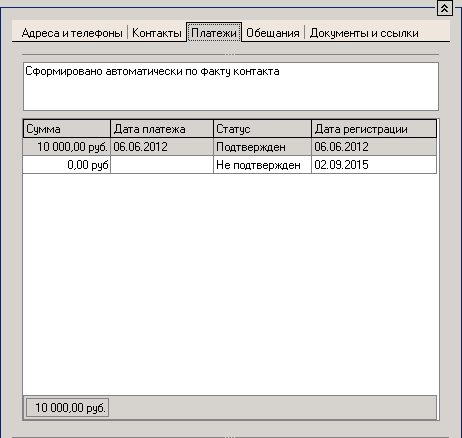 Адреса и телефоны Контакты Платежи Обещания Документы и ссылки
Сформировано автоматически по факту контакта
Сумма Дата платежа Статус Дата регистрации
10 000,00 руб. 06.06.2012 Подтвержден 06.06.2012
0,00 руб Не подтвержден 02.09.2015
10 000,00 руб.